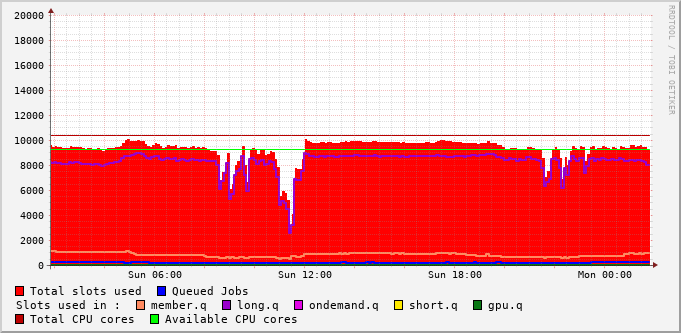 20000
18000
16000
14000
12000
10000
8000
6000
4000
2000
0
Sun 06:00 Sun 12:00 Sun 18:00 Mon 00:00
RRDTOOL / TOBI OETIKER
Total slots used Queued Jobs
Slots used in : member.q long.q ondemand.q short.q gpu.q
Total CPU cores Available CPU cores